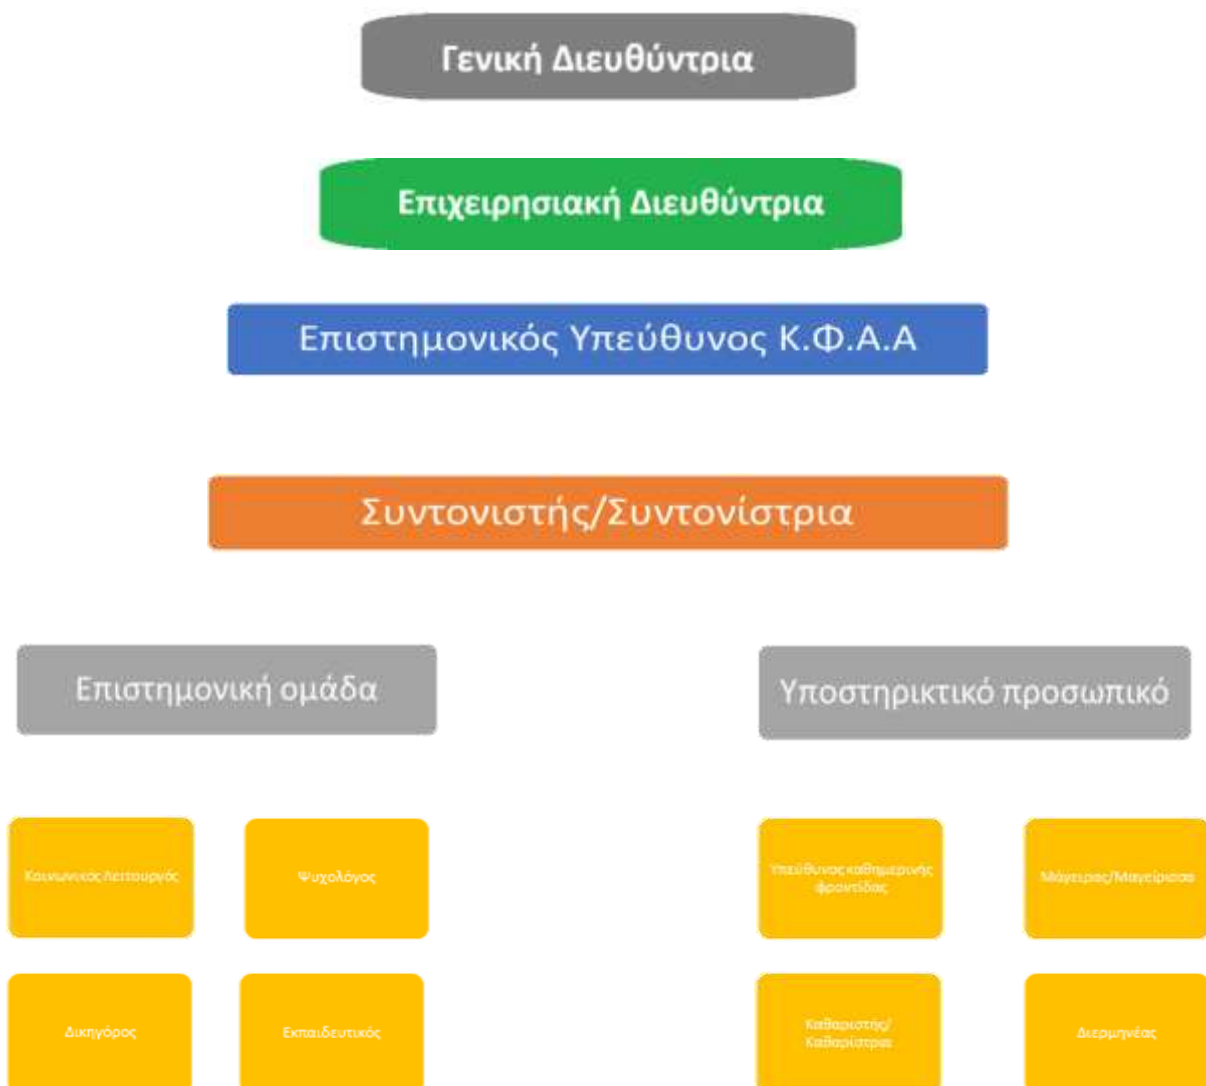 Γενική Διευθύντρια
Επιχειρησιακή Διευθύντρια
Επιστημονικός Υπεύθυνος Κ.Φ.Α.Α
Συντονιστής/Συντονίστρια
Επιστημονική ομάδα
Υποστηρικτικό προσωπικό
Κοινωνικός Λειτουργός
Ψυχολόγος
Υπεύθυνος καθημερινής
φροντίδας
Μάγειρας/Μαγείρισσα
Δικηγόρος
Εκπαιδευτικός
Καθαριστής/
Καθαρίστρια
Διερμηνέας